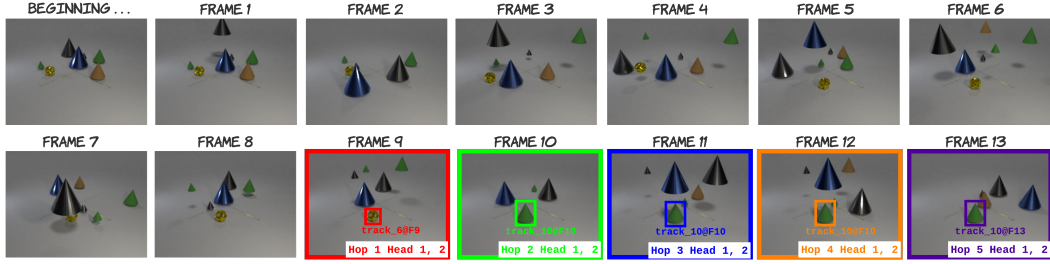 BEGINNING ...
FRAME 1
FRAME 2
FRAME 3
FRAME 4
FRAME 5
FRAME 6
FRAME 7
FRAME 8
FRAME 9
FRAME 10
FRAME 11
FRAME 12
FRAME 13
track_6@F9
track_10@F10
track_10@F10
track_10@F10
track_10@F13
Hop 1 Head 1, 2
Hop 2 Head 1, 2
Hop 3 Head 1, 2
Hop 4 Head 1, 2
Hop 5 Head 1, 2